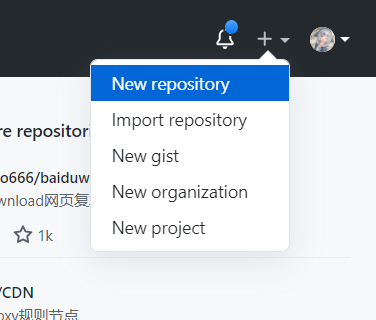 New repository
Import repository
New gist
New organization
New project
re repositori
o666/baiduw
wnload网页复
1k
/CDN
oxy规则节点